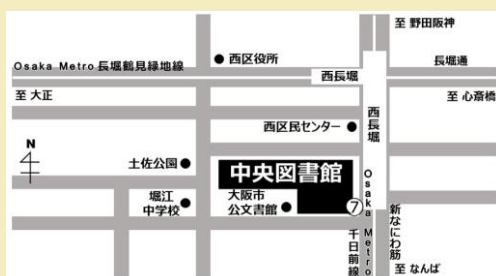 至 野田阪神
西区役所
長堀通
Osaka Metro 長堀鶴見緑地線
西長堀
至 大正
至 心斎橋
西長堀
西区民センター
N
土佐公園
中央図書館
堀江
中学校
大阪市
公文書館
⑦
Osaka Metro
千日前線
新なにわ筋
至 なんば